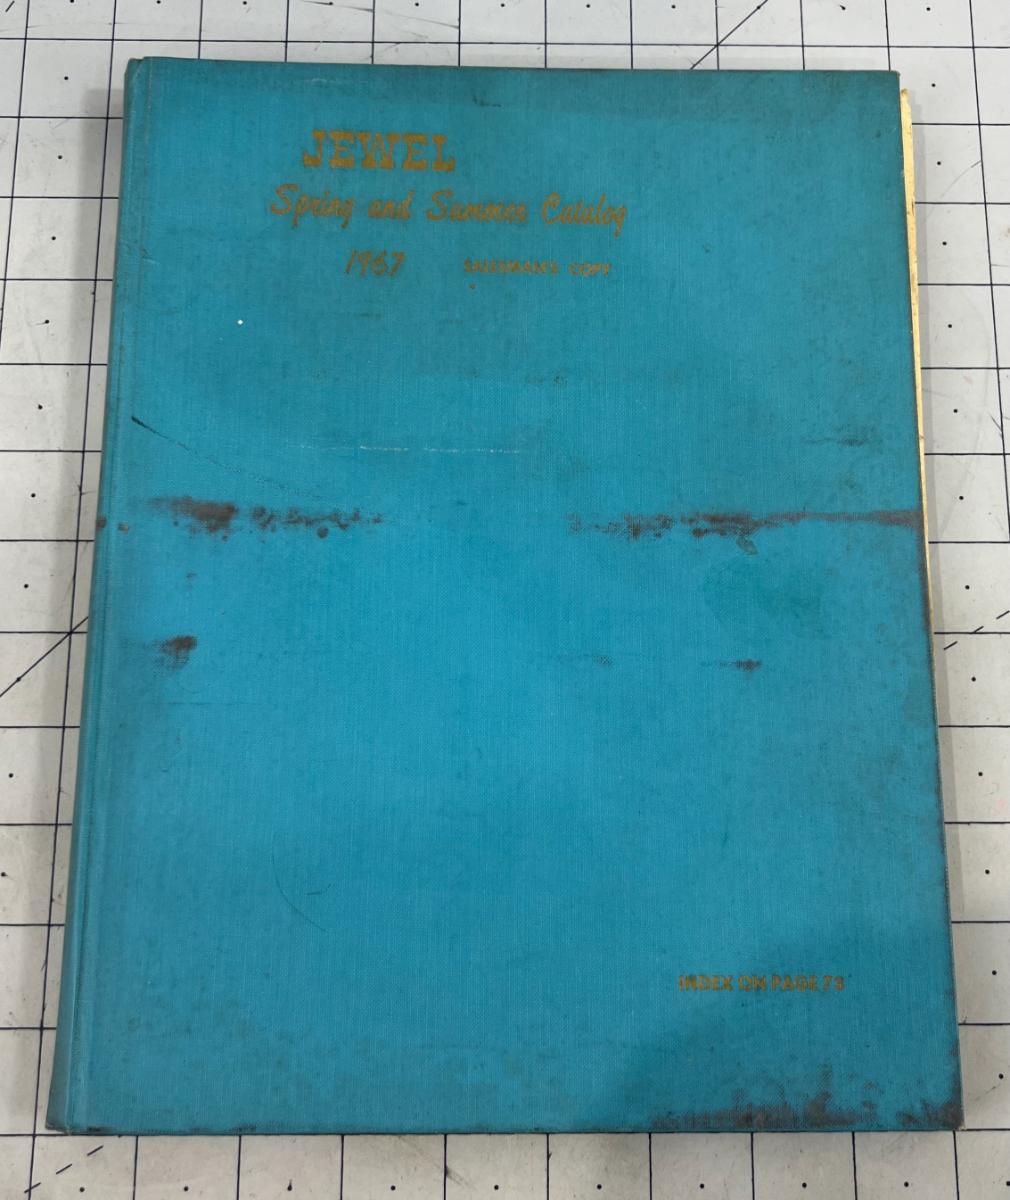 JEWEL
Spring and Summer Catalog
1967 SALESMAN'S COPY
INDEX ON PAGE 73